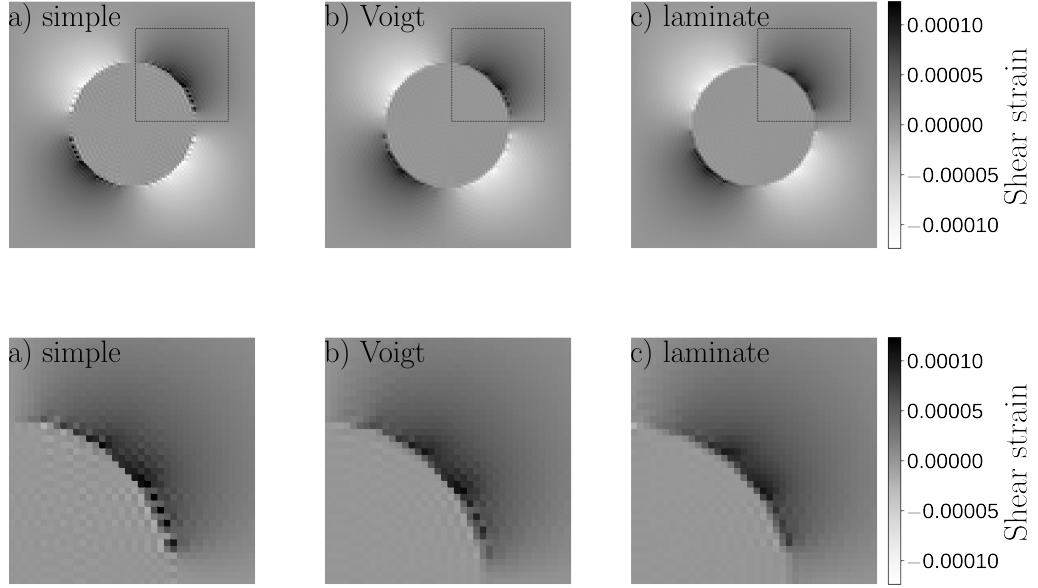 a) simple
b) Voigt
c) laminate
0.00010
0.00005
0.00000
−0.00005
−0.00010
Shear strain
a) simple
b) Voigt
c) laminate
0.00010
0.00005
0.00000
−0.00005
−0.00010
Shear strain